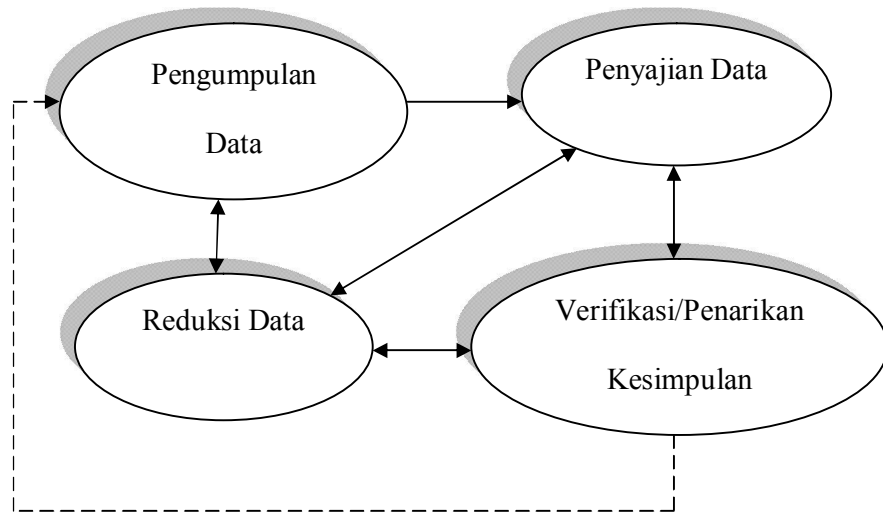 Pengumpulan
Data
Penyajian Data
Reduksi Data
Verifikasi/Penarikan
Kesimpulan